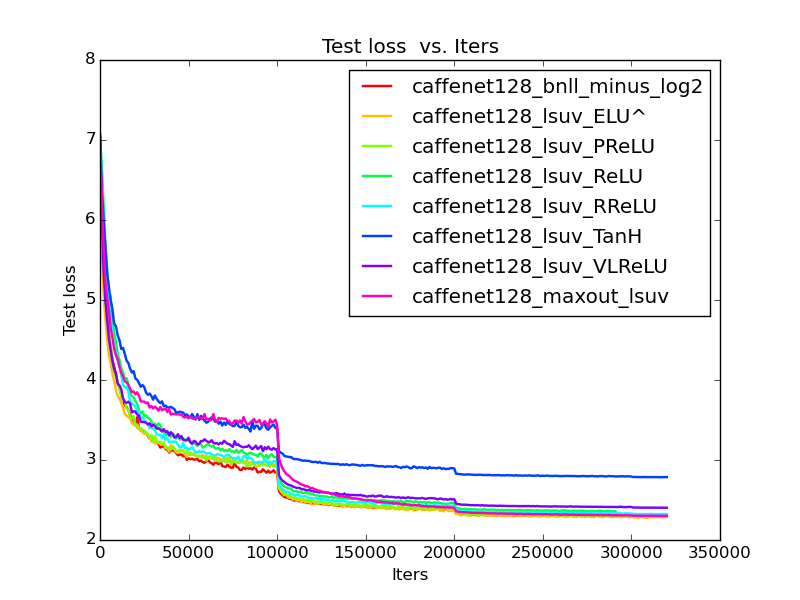 Test loss  vs. Iters
8
7
6
5
4
3
2
Test loss
caffenet128_bnll_minus_log2
caffenet128_lsuv_ELU^
caffenet128_lsuv_PReLU
caffenet128_lsuv_ReLU
caffenet128_lsuv_RReLU
caffenet128_lsuv_TanH
caffenet128_lsuv_VLReLU
caffenet128_maxout_lsuv
0 50000 100000 150000 200000 250000 300000 350000
Iters